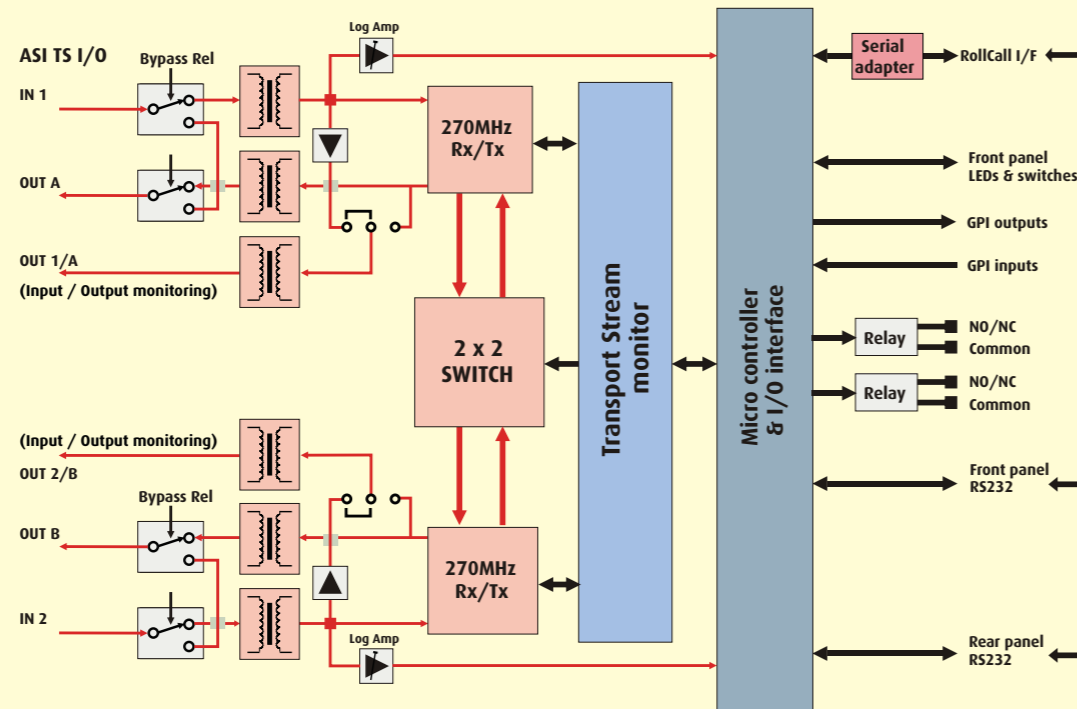 Log Amp
ASI TS I/O
Bypass Rel
IN 1
OUT A
OUT 1/A
(Input / Output monitoring)
270MHz
Rx/Tx
2 x 2
SWITCH
(Input / Output monitoring)
OUT 2/B
Bypass Rel
OUT B
IN 2
270MHz
Rx/Tx
Log Amp
Transport Stream
monitor
Micro controller
& I/O interface
Serial
adapter
RollCall I/F
Front panel
LEDs & switches
GPI outputs
GPI inputs
Relay
NO/NC
Common
Relay
NO/NC
Common
Front panel
RS232
Rear panel
RS232